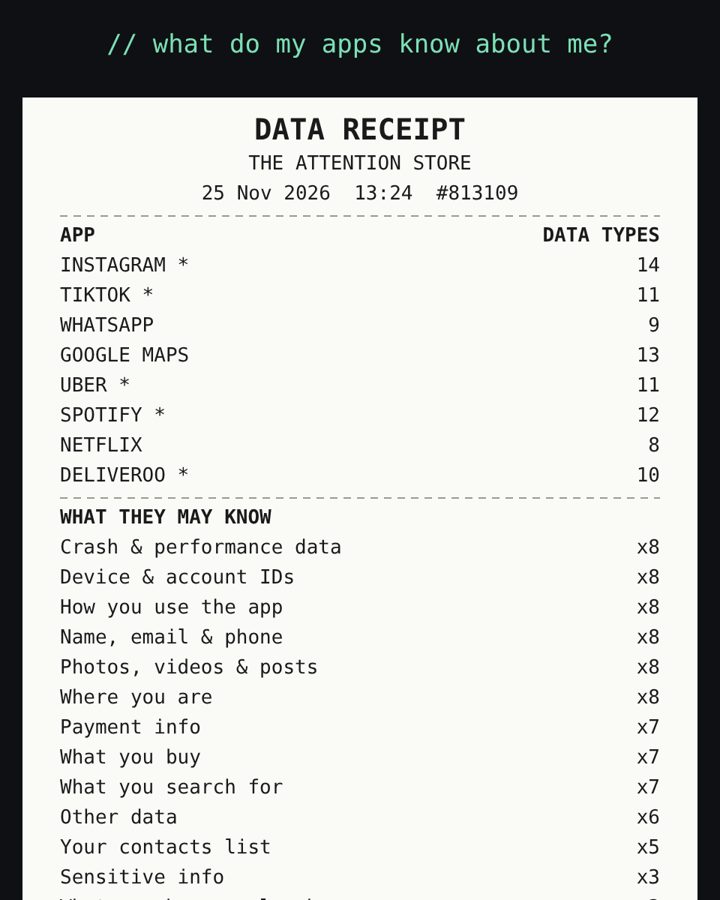 // what do my apps know about me?
DATA RECEIPT
THE ATTENTION STORE
25 Nov 2026 13:24 #813109
APP DATA TYPES
INSTAGRAM * 14
TIKTOK * 11
WHATSAPP 9
GOOGLE MAPS 13
UBER * 11
SPOTIFY * 12
NETFLIX 8
DELIVEROO * 10
WHAT THEY MAY KNOW
Crash & performance data x8
Device & account IDs x8
How you use the app x8
Name, email & phone x8
Photos, videos & posts x8
Where you are x8
Payment info x7
What you buy x7
What you search for x7
Other data x6
Your contacts list x5
Sensitive info x3